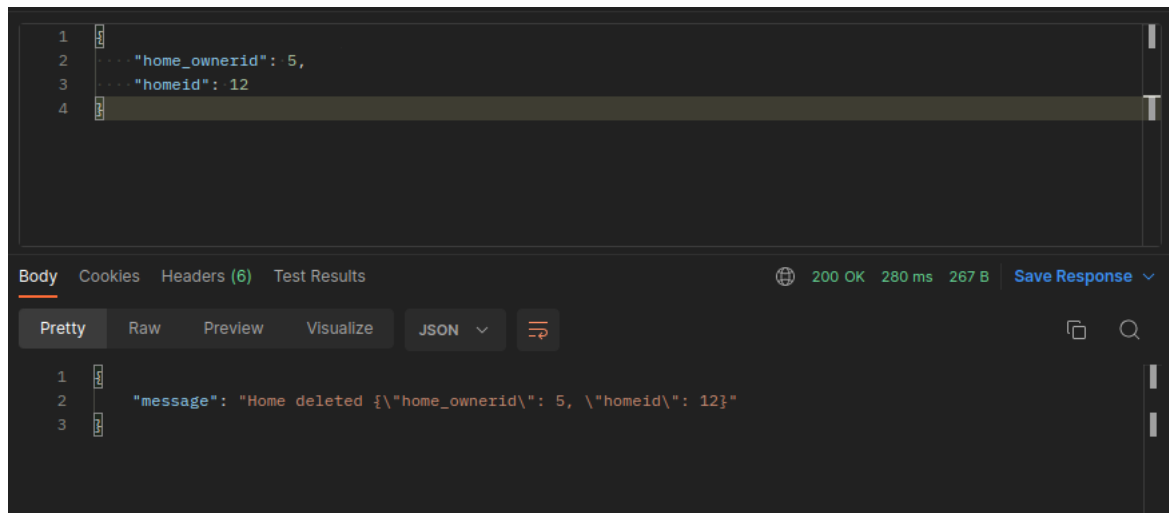 1 {
2 "home_ownerid": 5,
3 "homeid": 12
4 }
Body Cookies Headers (6) Test Results 200 OK 280 ms 267 B Save Response
Pretty Raw Preview Visualize JSON
1 {
2 "message": "Home deleted {\"home_ownerid\": 5, \"homeid\": 12}"
3 }